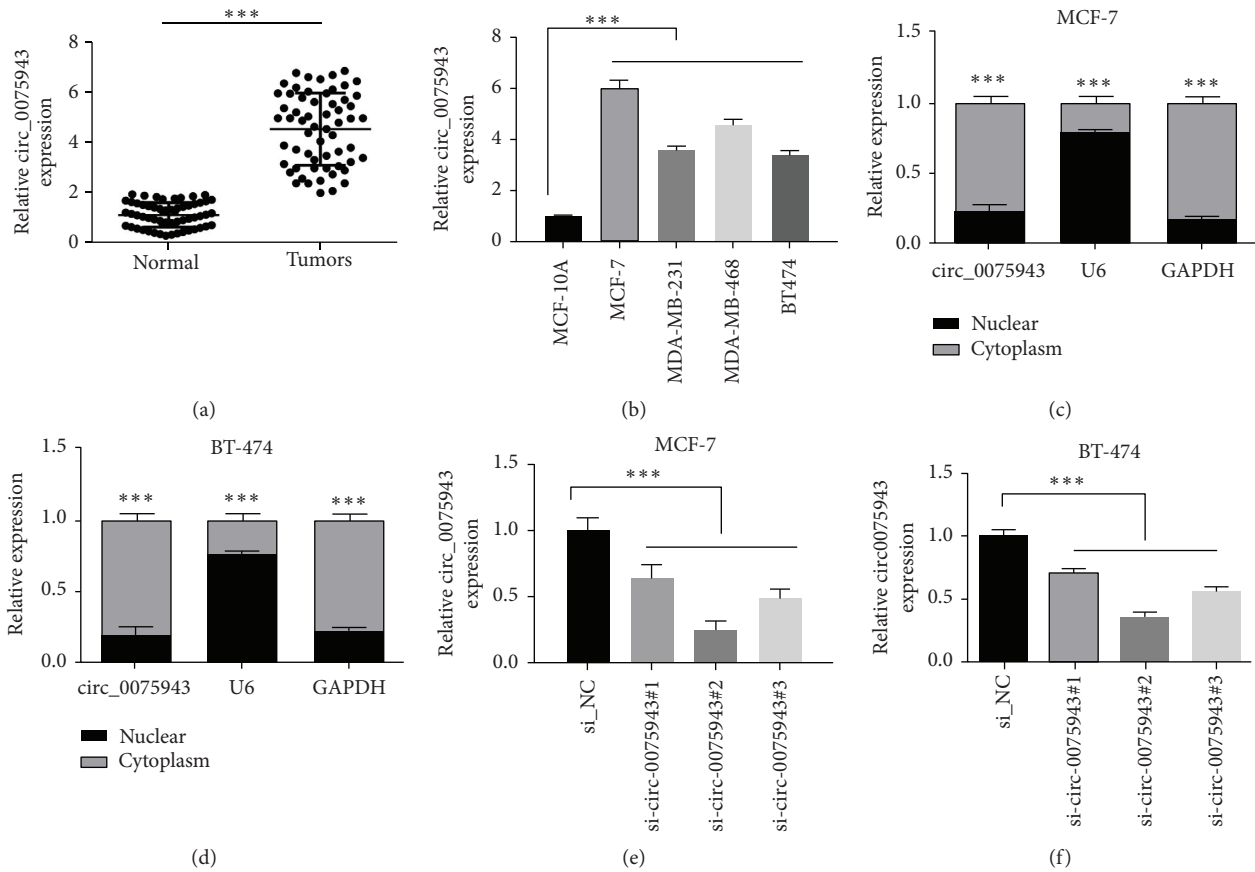 ***
Relative circ_0075943
expression
8
6
4
2
0
Normal
Tumors
(a)
***
Relative circ_0075943
expression
8
6
4
2
0
MCF-10A
MCF-7
MDA-MB-231
MDA-MB-468
BT474
(b)
MCF-7
Relative expression
1.5
1.0
0.5
0.0
*** *** ***
circ_0075943 U6 GAPDH
Nuclear
Cytoplasm
(c)
BT-474
Relative expression
1.5
1.0
0.5
0.0
*** *** ***
circ_0075943 U6 GAPDH
Nuclear
Cytoplasm
(d)
MCF-7
Relative circ_0075943
expression
1.5
1.0
0.5
0.0
***
si_NC
si-circ-0075943#1
si-circ-0075943#2
si-circ-0075943#3
(e)
BT-474
Relative circ0075943
expression
1.5
1.0
0.5
0.0
***
si_NC
si-circ-0075943#1
si-circ-0075943#2
si-circ-0075943#3
(f)